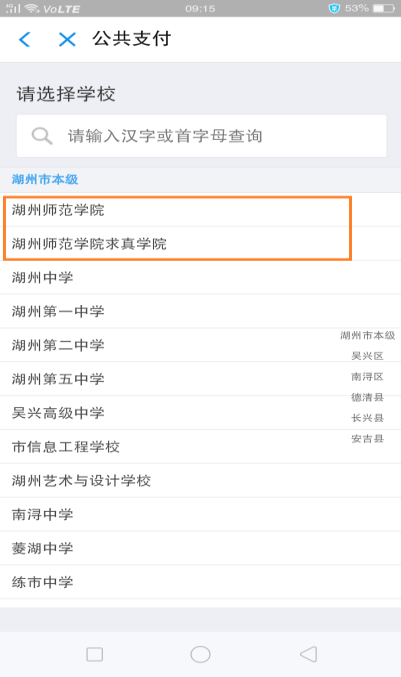 4G VoLTE 09:15 53%
公共支付
请选择学校
请输入汉字或首字母查询
湖州市本级
湖州师范学院
湖州师范学院求真学院
湖州中学
湖州第一中学
湖州第二中学
湖州第五中学
吴兴高级中学
市信息工程学校
湖州艺术与设计学校
南浔中学
菱湖中学
练市中学
湖州市本级
吴兴区
南浔区
德清县
长兴县
安吉县